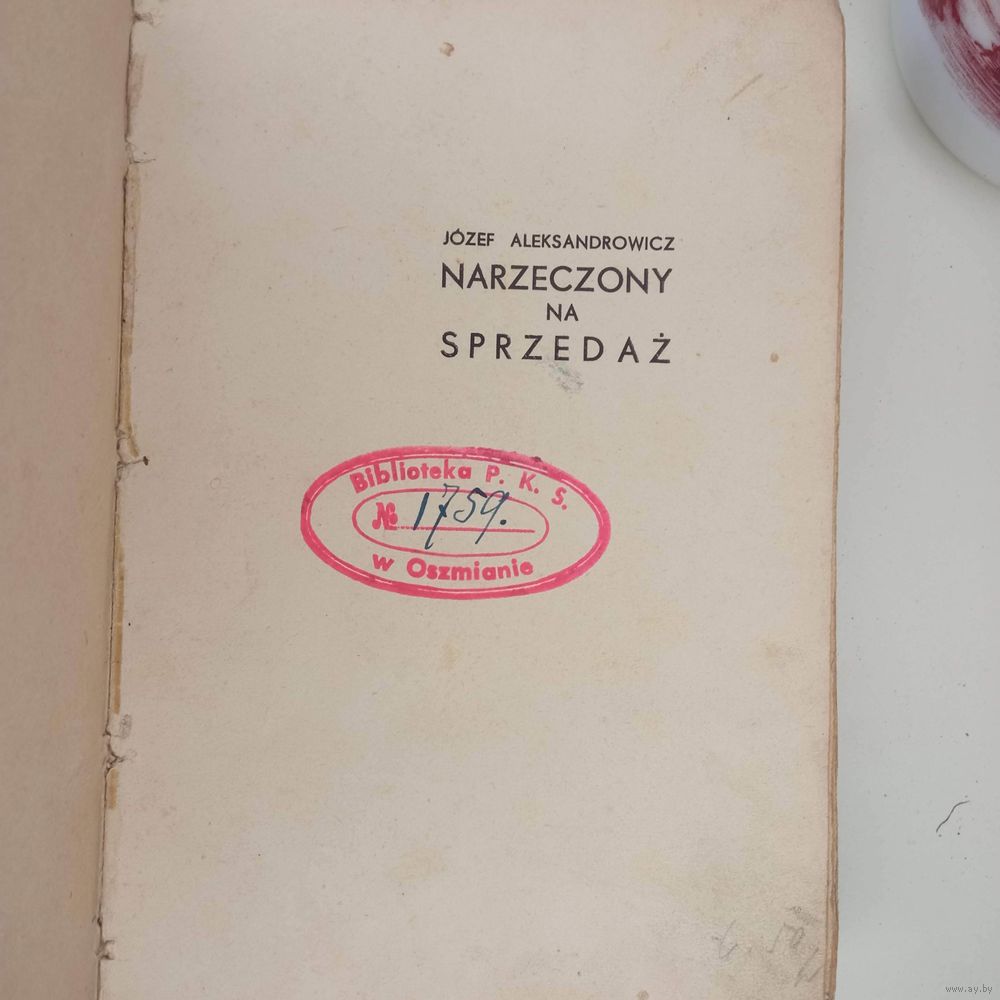 JÓZEF ALEKSANDROWICZ
NARZECZONY
NA
SPRZEDAŻ
Biblioteka P. K. S.
№ 1759.
w Oszmianie
www.ay.by